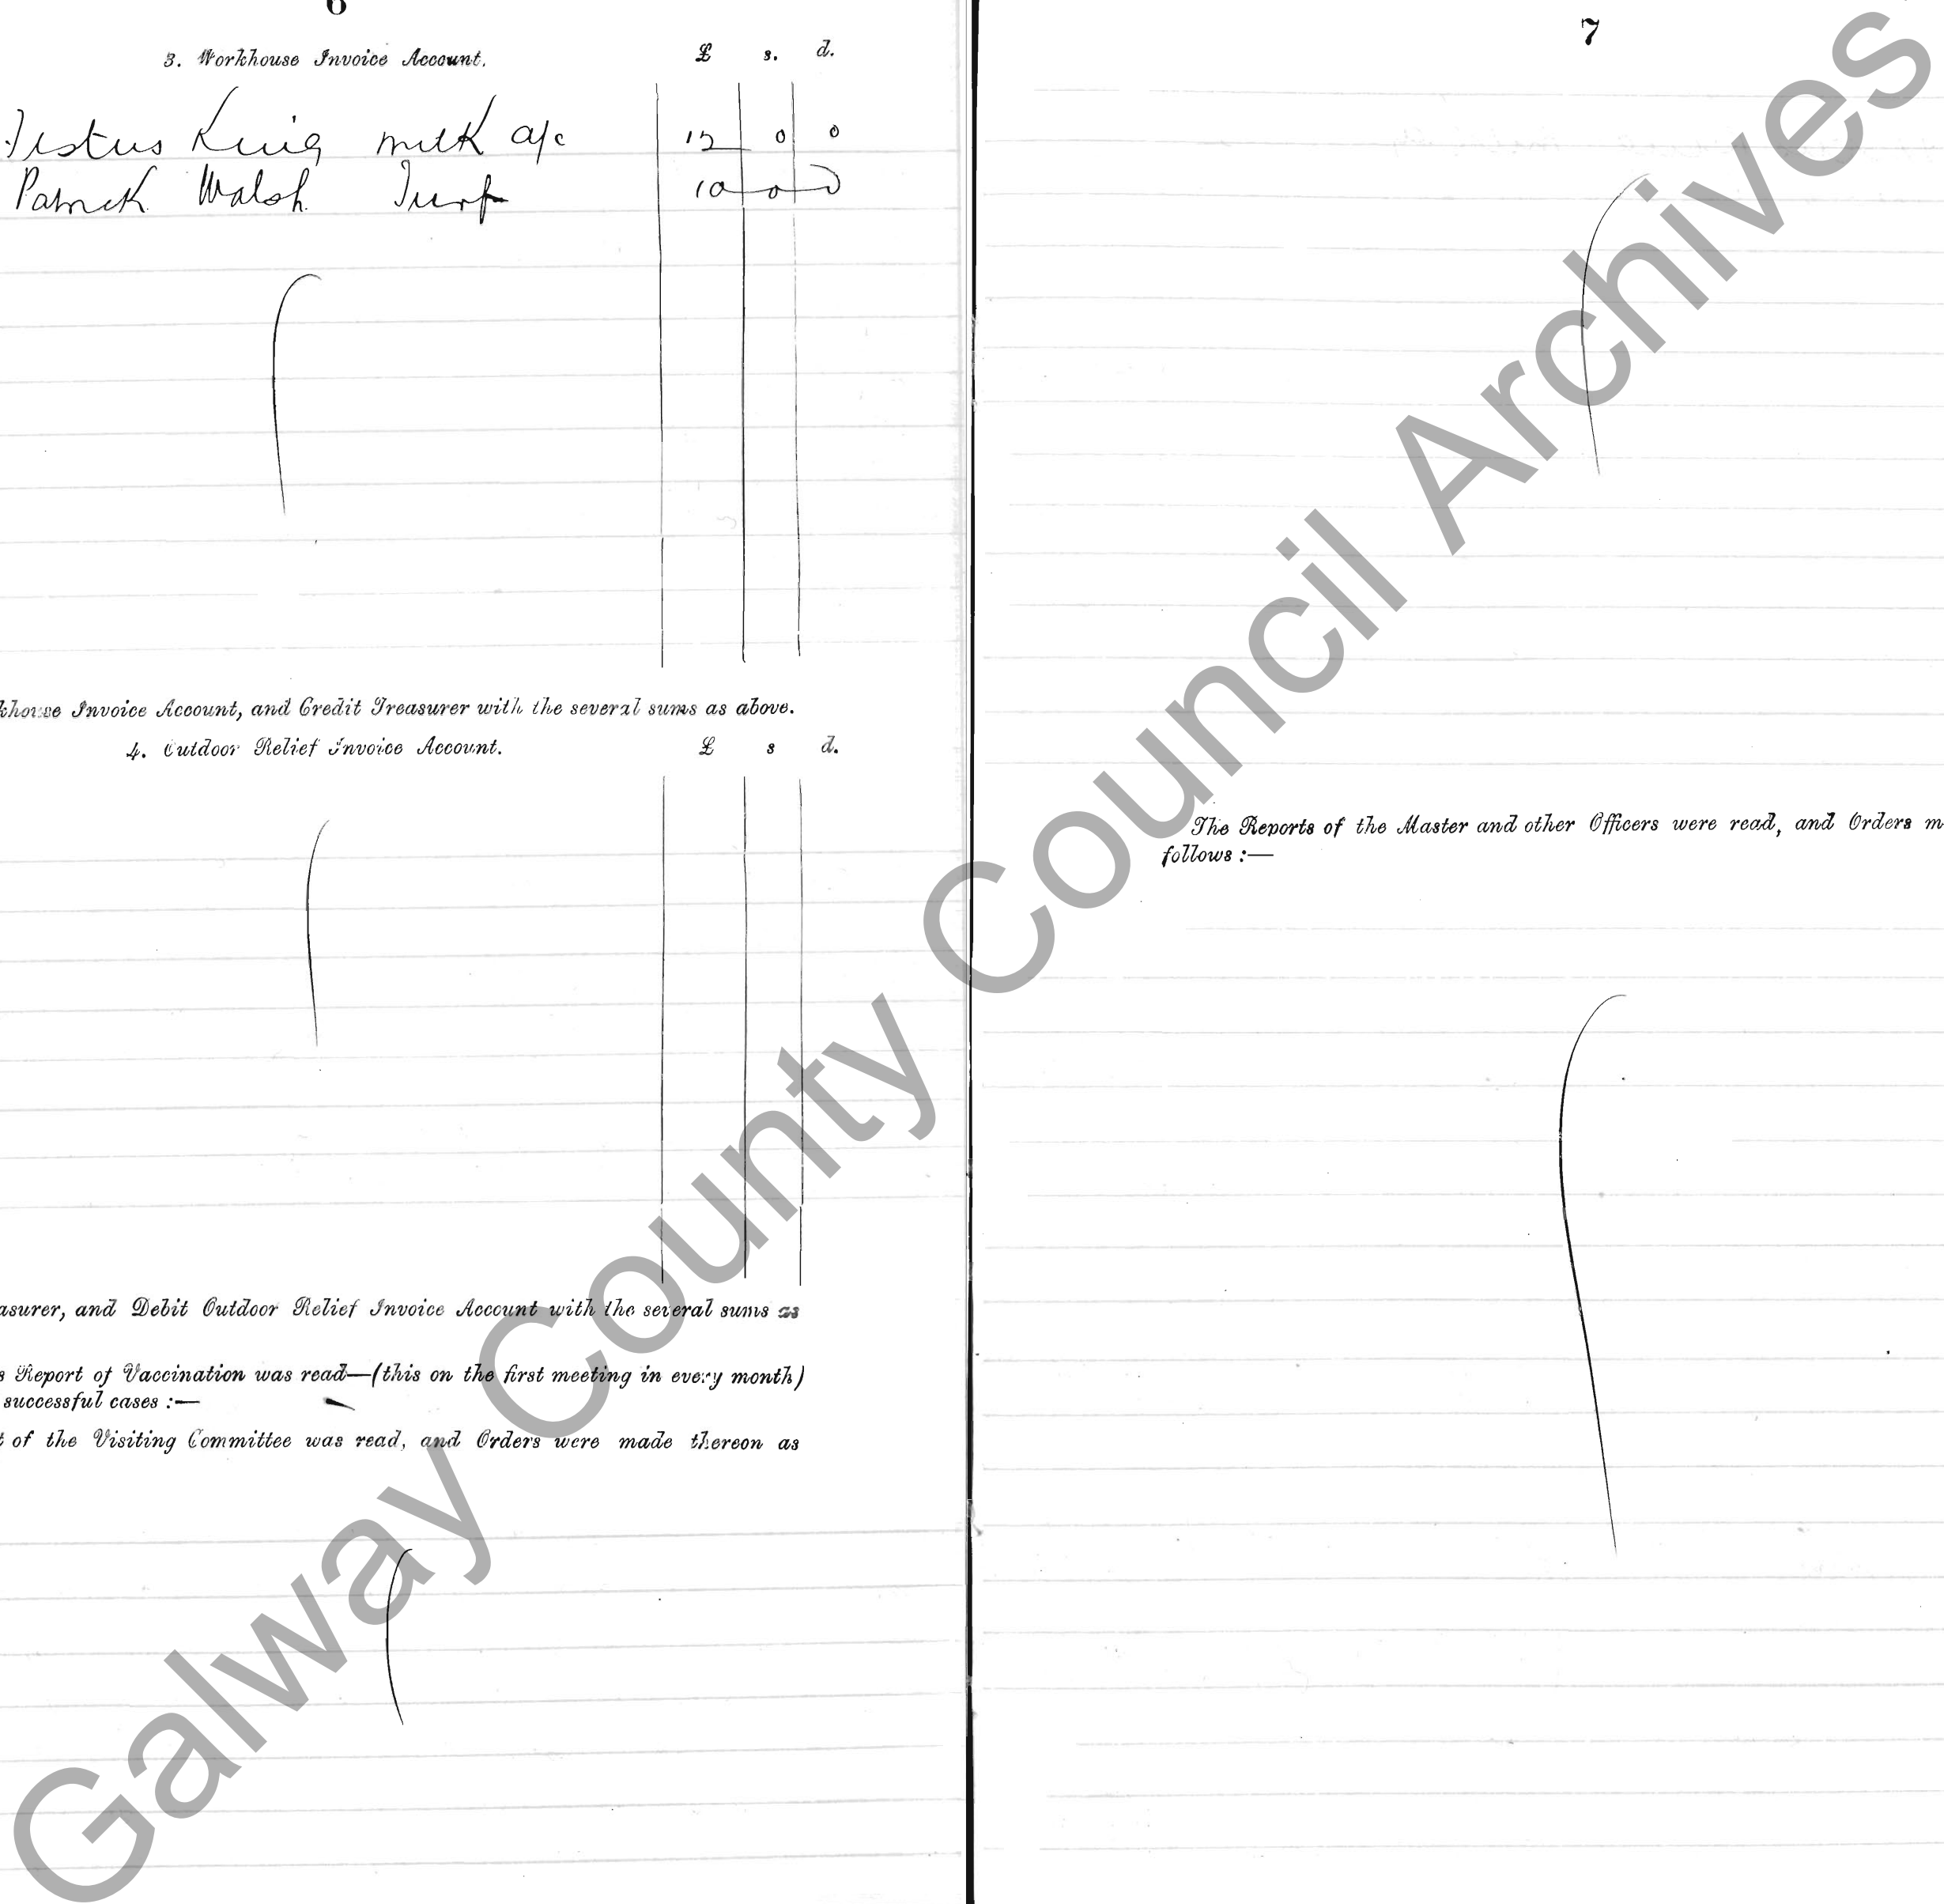 6
3. Workhouse Invoice Account. £ s. d.
Festus King milk a/c 12 0 0
Patrick Walsh Turf 10 0 0
khouse Invoice Account, and Credit Treasurer with the several sums as above.
4. Outdoor Relief Invoice Account. £ s d.
asurer, and Debit Outdoor Relief Invoice Account with the several sums as
s Report of Vaccination was read—(this on the first meeting in every month)
successful cases :—
t of the Visiting Committee was read, and Orders were made thereon as
7
The Reports of the Master and other Officers were read, and Orders m
follows :—
Galway County Council Archives